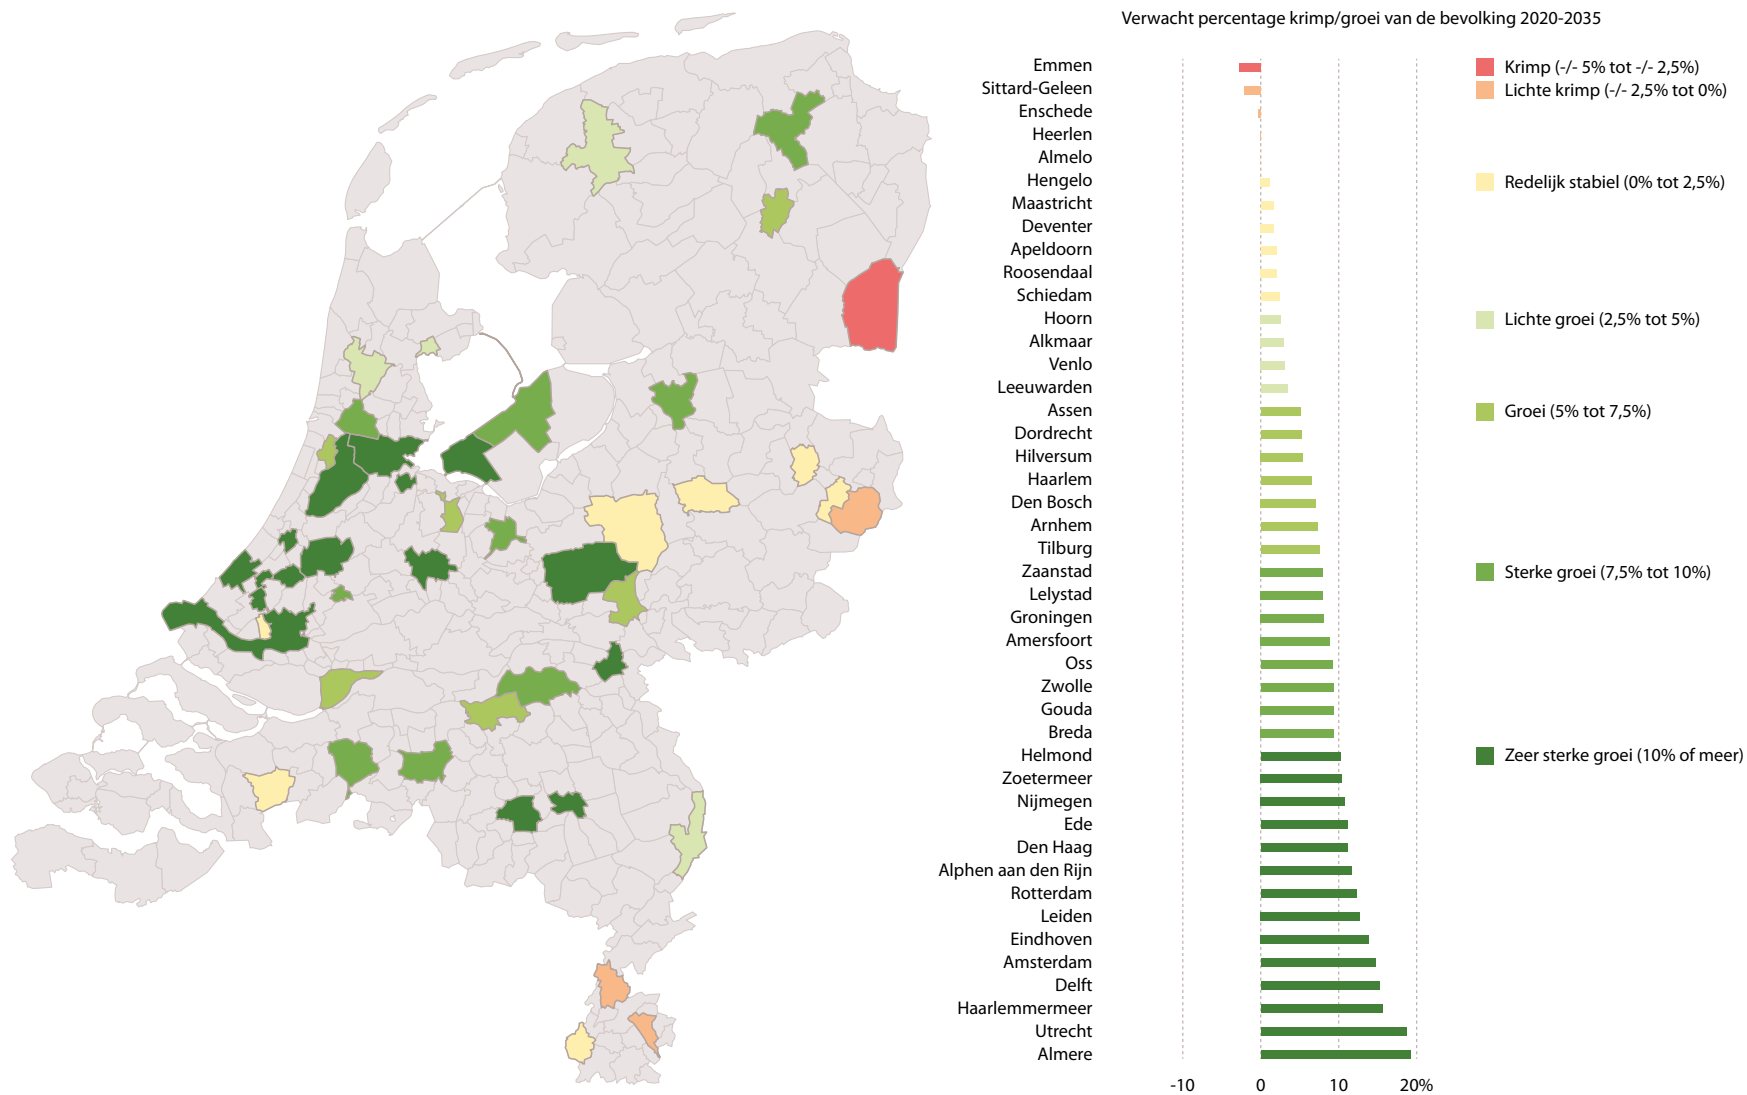 Verwacht percentage krimp/groei van de bevolking 2020-2035
Emmen
Krimp (-/- 5% tot -/- 2,5%)
Sittard-Geleen
Lichte krimp (-/- 2,5% tot 0%)
Enschede
Heerlen
Almelo
Hengelo
Redelijk stabiel (0% tot 2,5%)
Maastricht
Deventer
Apeldoorn
Roosendaal
Schiedam
Hoorn
Lichte groei (2,5% tot 5%)
Alkmaar
Venlo
Leeuwarden
Assen
Groei (5% tot 7,5%)
Dordrecht
Hilversum
Haarlem
Den Bosch
Arnhem
Tilburg
Zaanstad
Sterke groei (7,5% tot 10%)
Lelystad
Groningen
Amersfoort
Oss
Zwolle
Gouda
Breda
Helmond
Zeer sterke groei (10% of meer)
Zoetermeer
Nijmegen
Ede
Den Haag
Alphen aan den Rijn
Rotterdam
Leiden
Eindhoven
Amsterdam
Delft
Haarlemmermeer
Utrecht
Almere
-10 0 10 20%